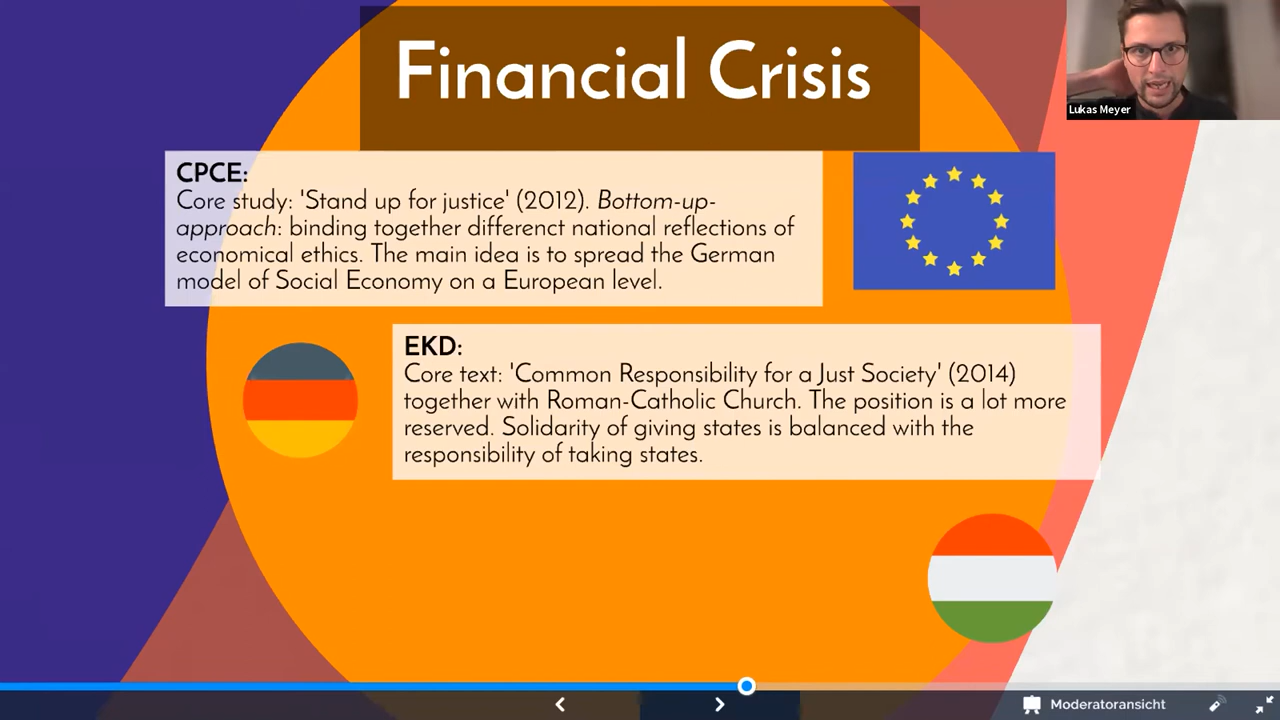 Financial Crisis
Lukas Meyer
CPCE:
Core study: 'Stand up for justice' (2012). Bottom-up-
approach: binding together differenct national reflections of
economical ethics. The main idea is to spread the German
model of Social Economy on a European level.
EKD:
Core text: 'Common Responsibility for a Just Society' (2014)
together with Roman-Catholic Church. The position is a lot more
reserved. Solidarity of giving states is balanced with the
responsibility of taking states.
Moderatoransicht